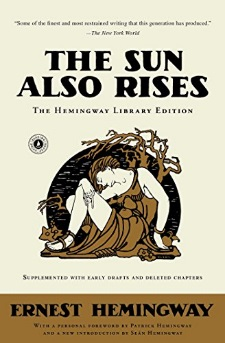 "Some of the finest and most restrained writing that this generation has produced."
—The New York World
THE SUN
ALSO RISES
The Hemingway Library Edition
Supplemented with early drafts and deleted chapters
ERNEST HEMINGWAY
With a personal foreword by Patrick Hemingway
and a new introduction by Seán Hemingway